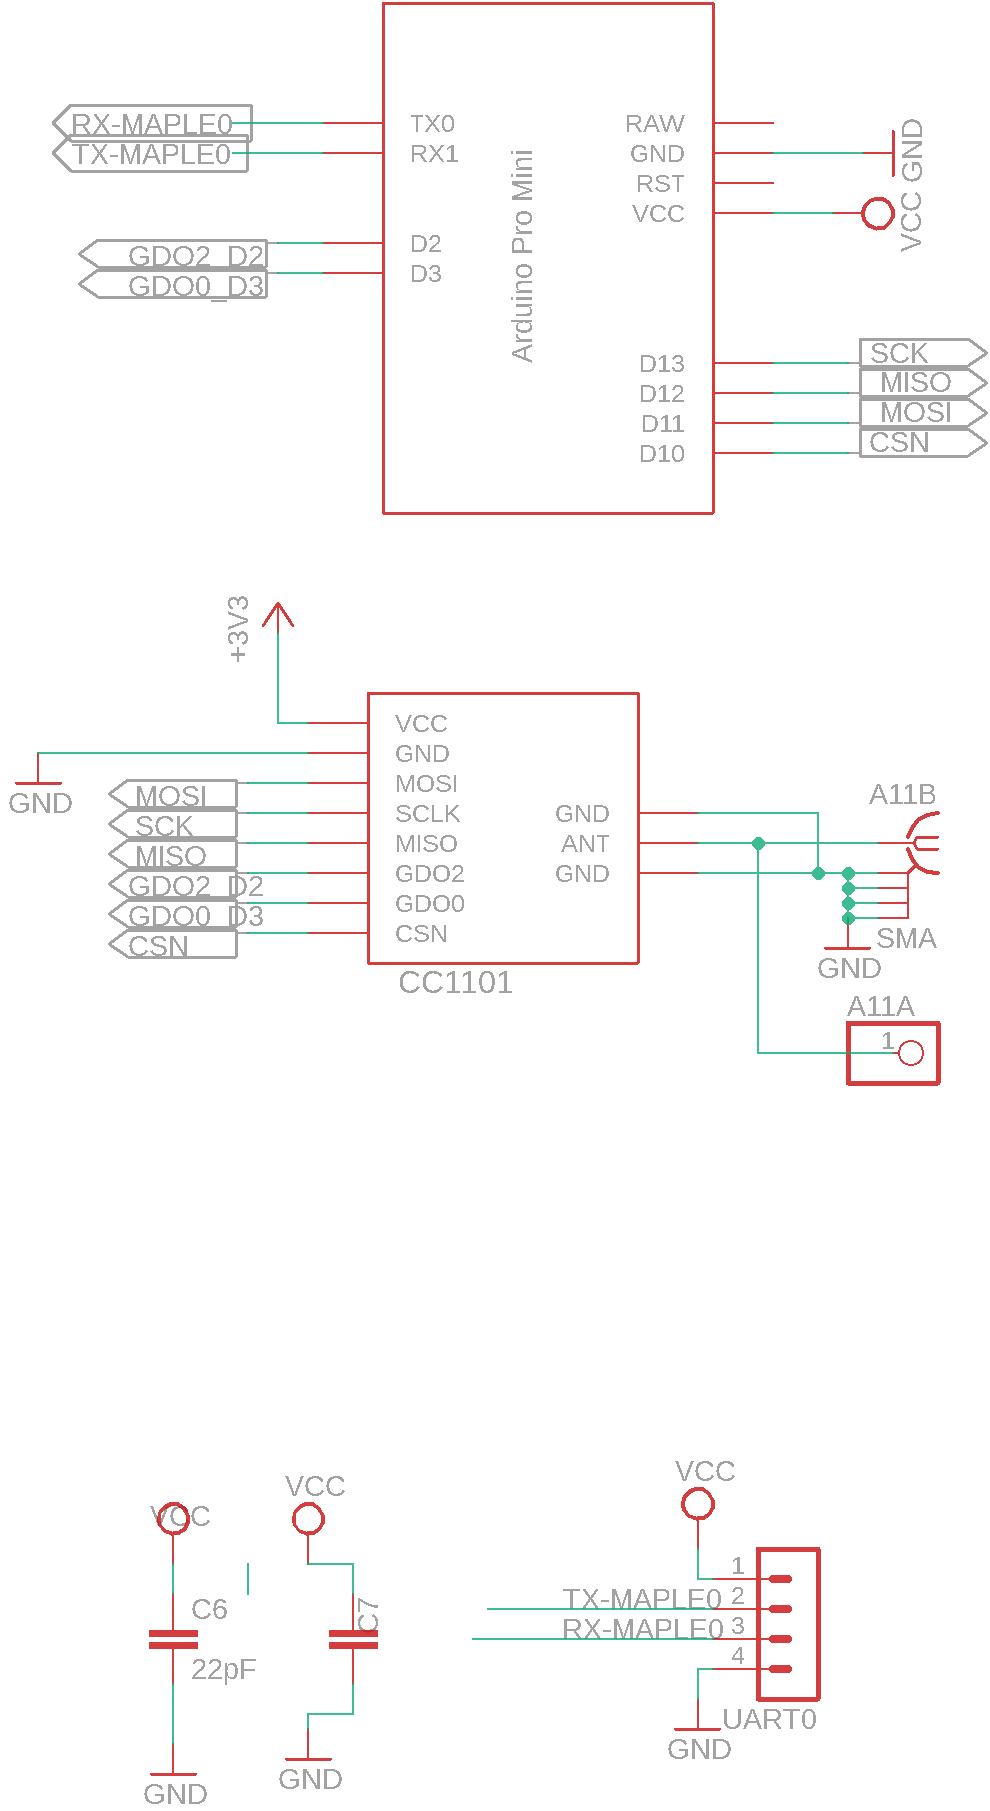 RX-MAPLE0
TX-MAPLE0
GDO2_D2
GDO0_D3
TX0
RX1
D2
D3
Arduino Pro Mini
RAW
GND
RST
VCC
D13
D12
D11
D10
GND
VCC
SCK
MISO
MOSI
CSN
+3V3
GND
MOSI
SCK
MISO
GDO2_D2
GDO0_D3
CSN
VCC
GND
MOSI
SCLK
MISO
GDO2
GDO0
CSN
GND
ANT
GND
CC1101
A11B
SMA
GND
A11A
1
VCC
C6
22pF
GND
VCC
C7
GND
VCC
TX-MAPLE0
RX-MAPLE0
1
2
3
4
UART0
GND